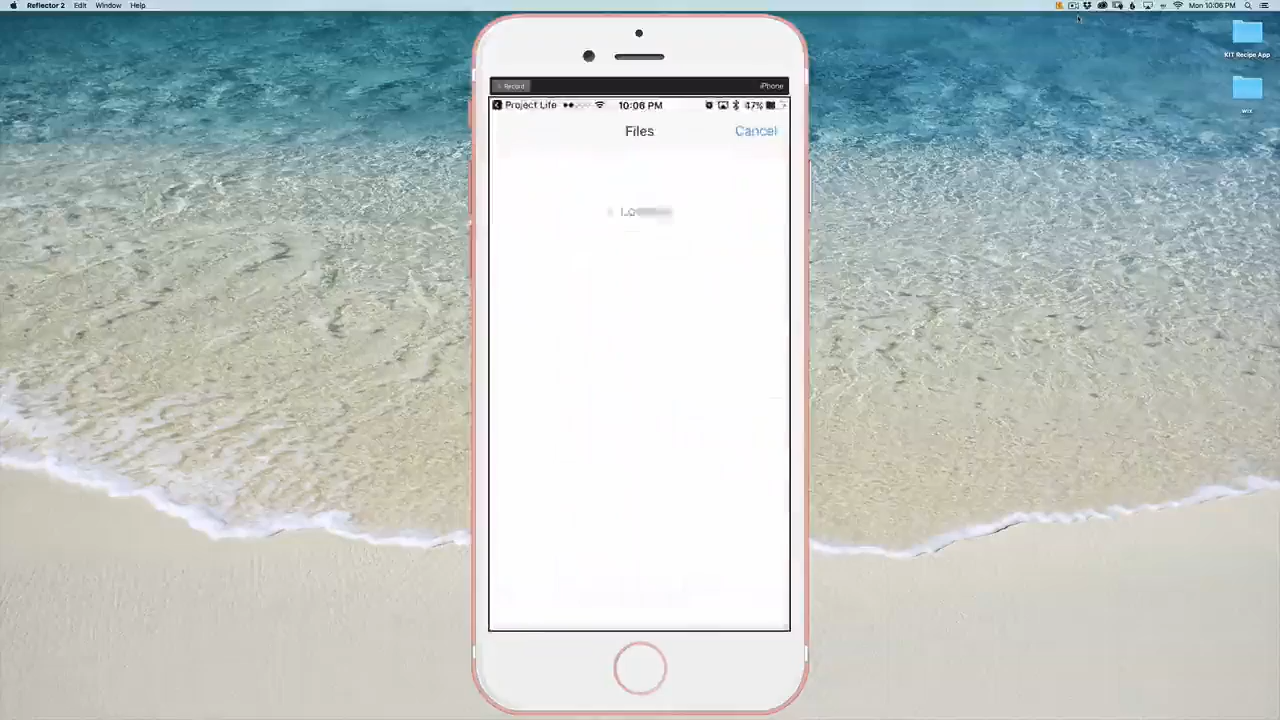 Reflector 2 Edit Window Help
Mon 10:06 PM
KIT Recipe App
wix
Record
iPhone
Project Life 10:06 PM 47%
Files
Cancel